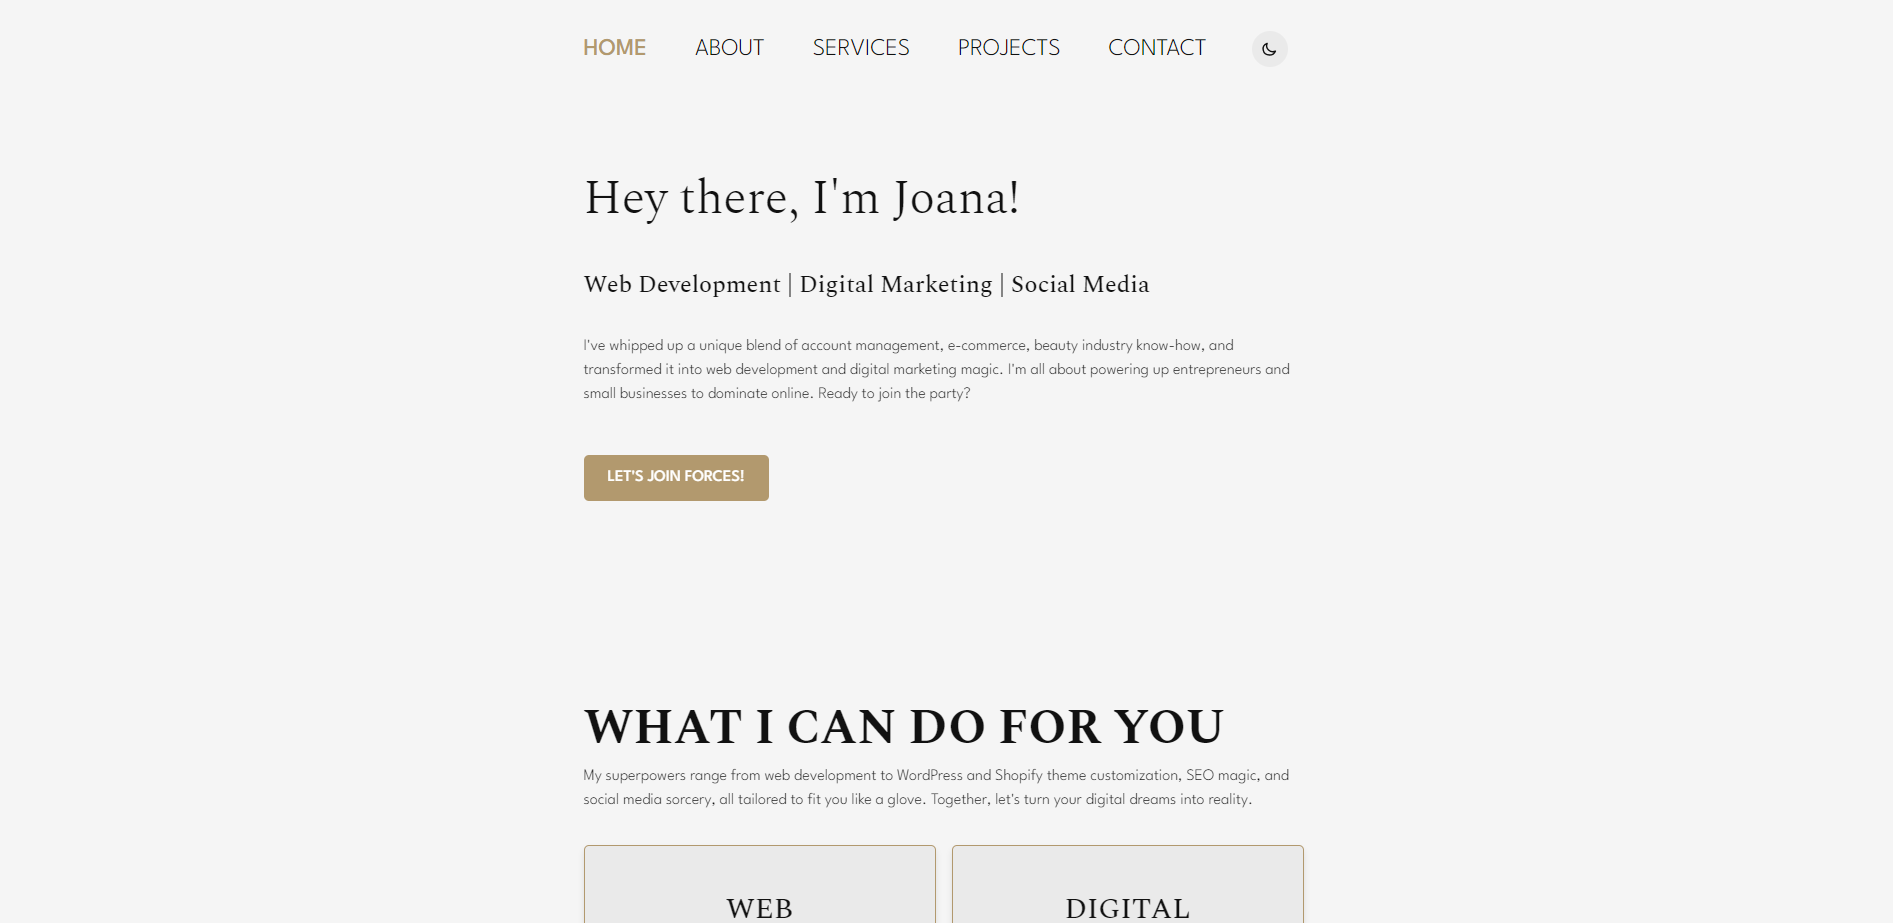 HOME ABOUT SERVICES PROJECTS CONTACT
Hey there, I'm Joana!
Web Development | Digital Marketing | Social Media
I've whipped up a unique blend of account management, e-commerce, beauty industry know-how, and
transformed it into web development and digital marketing magic. I'm all about powering up entrepreneurs and
small businesses to dominate online. Ready to join the party?
LET'S JOIN FORCES!
WHAT I CAN DO FOR YOU
My superpowers range from web development to WordPress and Shopify theme customization, SEO magic, and
social media sorcery, all tailored to fit you like a glove. Together, let's turn your digital dreams into reality.
WEB DIGITAL